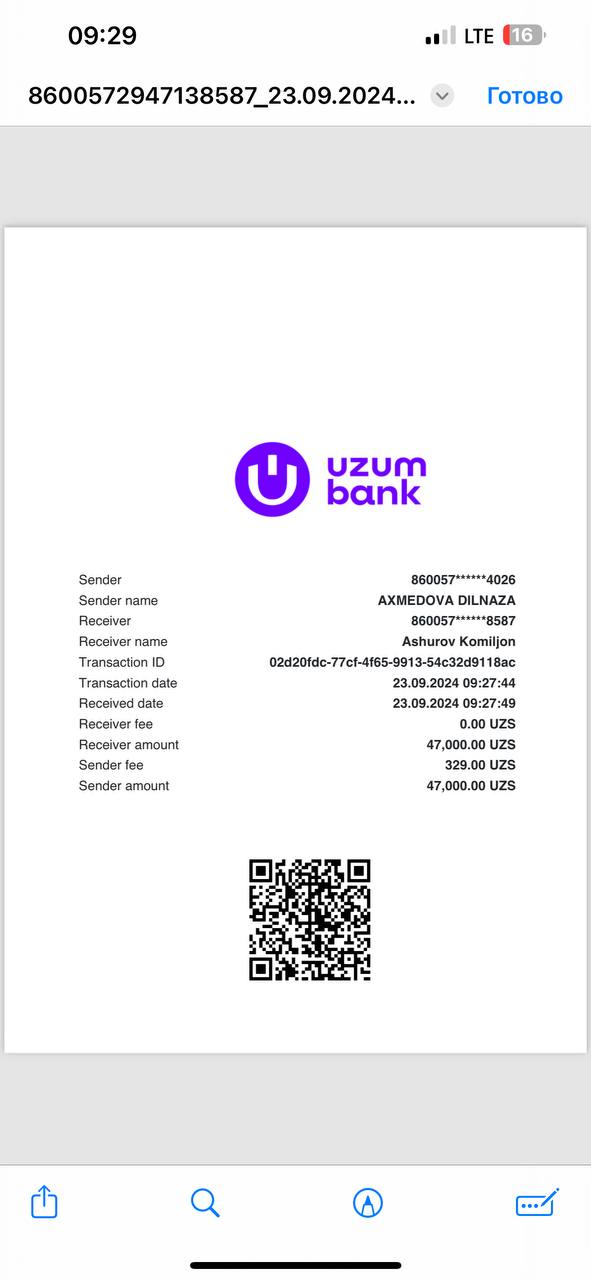 09:29 LTE 16
8600572947138587_23.09.2024... Готово
uzum
bank
Sender 860057******4026
Sender name AXMEDOVA DILNAZA
Receiver 860057******8587
Receiver name Ashurov Komiljon
Transaction ID 02d20fdc-77cf-4f65-9913-54c32d9118ac
Transaction date 23.09.2024 09:27:44
Received date 23.09.2024 09:27:49
Receiver fee 0.00 UZS
Receiver amount 47,000.00 UZS
Sender fee 329.00 UZS
Sender amount 47,000.00 UZS